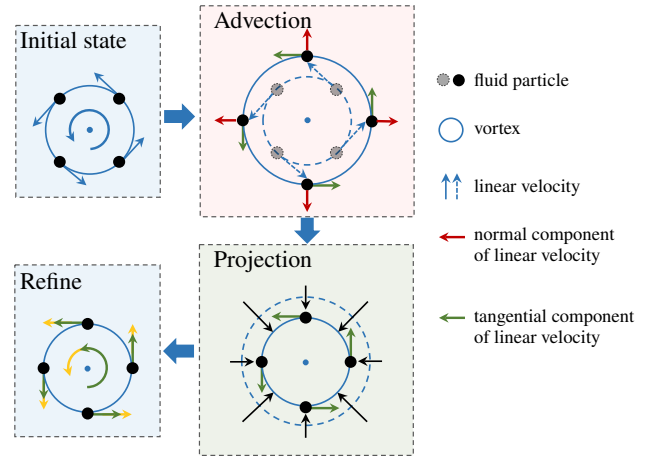 Initial state
Advection
fluid particle
vortex
linear velocity
normal component
of linear velocity
Refine
Projection
tangential component
of linear velocity